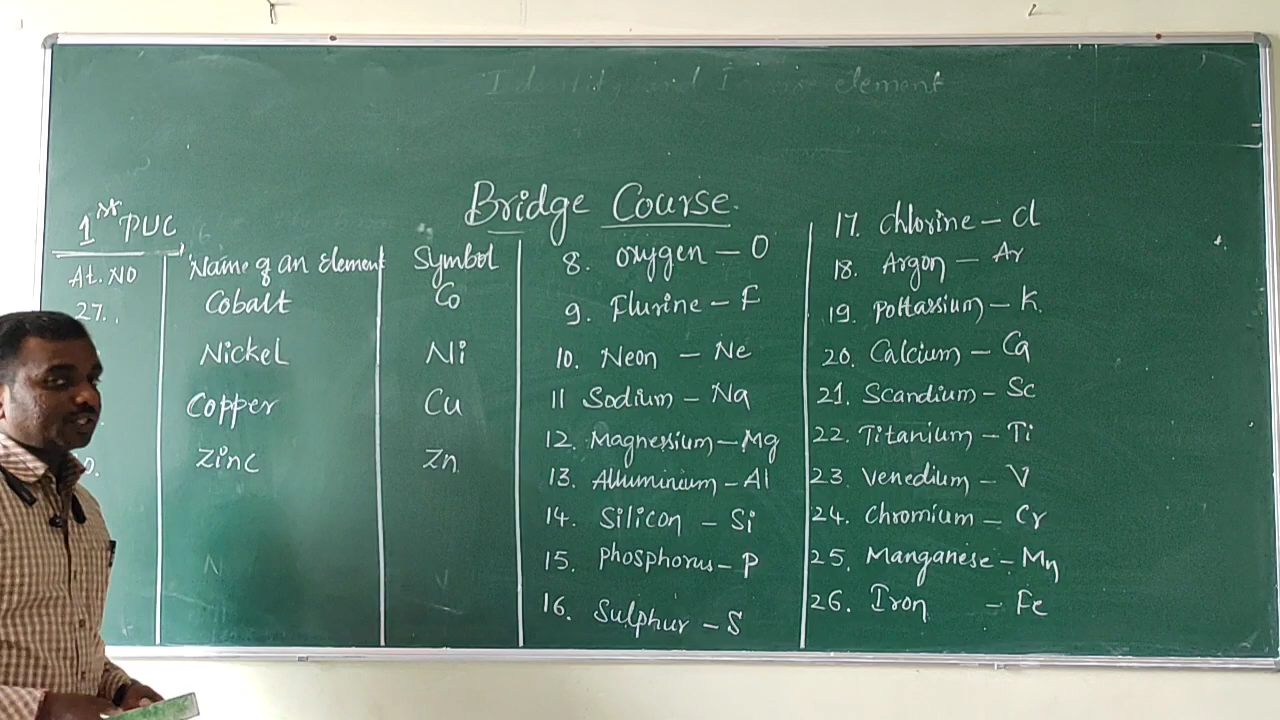 element
Bridge Course
1st PUC
At. No Name of an Element Symbol
27. Cobalt Co
Nickel Ni
Copper Cu
0. Zinc Zn
8. Oxygen – O
9. Flurine – F
10. Neon – Ne
11 Sodium – Na
12. Magnessium – Mg
13. Alluminium – Al
14. Silicon – Si
15. Phosphorus – P
16. Sulphur – S
17. Chlorine – Cl
18. Argon – Ar
19. Pottassium – K
20. Calcium – Ca
21. Scandium – Sc
22. Titanium – Ti
23. Venedium – V
24. Chromium – Cr
25. Manganese – Mn
26. Iron – Fe